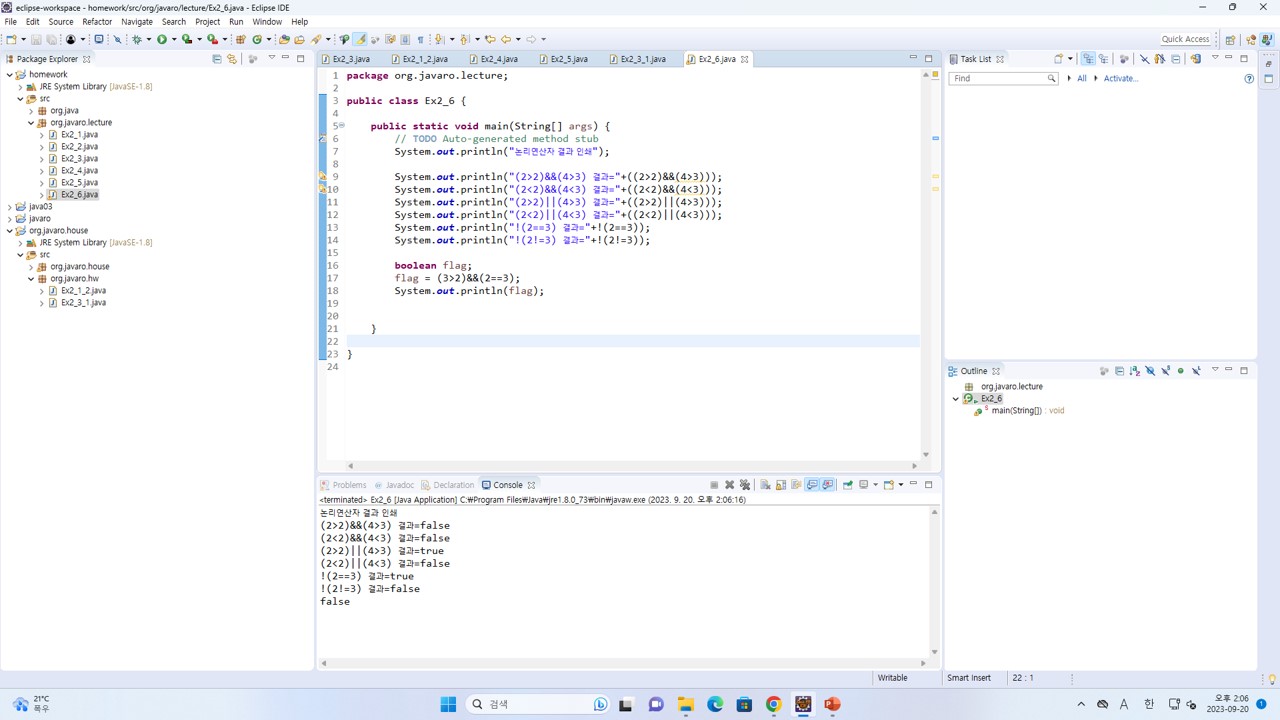 eclipse-workspace - homework/src/org/javaro/lecture/Ex2_6.java - Eclipse IDE
File Edit Source Refactor Navigate Search Project Run Window Help
Quick Access
Package Explorer
homework
JRE System Library [JavaSE-1.8]
src
org.java
org.javaro.lecture
Ex2_1.java
Ex2_2.java
Ex2_3.java
Ex2_4.java
Ex2_5.java
Ex2_6.java
java03
javaro
org.javaro.house
JRE System Library [JavaSE-1.8]
src
org.javaro.house
org.javaro.hw
Ex2_1_2.java
Ex2_3_1.java
Ex2_3.java Ex2_1_2.java Ex2_4.java Ex2_5.java Ex2_3_1.java Ex2_6.java
1 package org.javaro.lecture;
2
3 public class Ex2_6 {
4
5 public static void main(String[] args) {
6 // TODO Auto-generated method stub
7 System.out.println("논리연산자 결과 인쇄");
8
9 System.out.println("(2>2)&&(4>3) 결과="+((2>2)&&(4>3)));
10 System.out.println("(2<2)&&(4<3) 결과="+((2<2)&&(4<3)));
11 System.out.println("(2>2)||(4>3) 결과="+((2>2)||(4>3)));
12 System.out.println("(2<2)||(4<3) 결과="+((2<2)||(4<3)));
13 System.out.println("!(2==3) 결과="+!(2==3));
14 System.out.println("!(2!=3) 결과="+!(2!=3));
15
16 boolean flag;
17 flag = (3>2)&&(2==3);
18 System.out.println(flag);
19
20
21 }
22
23 }
24
Problems Javadoc Declaration Console
<terminated> Ex2_6 [Java Application] C:₩Program Files₩Java₩jre1.8.0_73₩bin₩javaw.exe (2023. 9. 20. 오후 2:06:16)
논리연산자 결과 인쇄
(2>2)&&(4>3) 결과=false
(2<2)&&(4<3) 결과=false
(2>2)||(4>3) 결과=true
(2<2)||(4<3) 결과=false
!(2==3) 결과=true
!(2!=3) 결과=false
false
Task List
Find All Activate...
Outline
org.javaro.lecture
Ex2_6
main(String[]) : void
Writable Smart Insert 22 : 1
21°C
폭우
검색
A 한
오후 2:06
2023-09-20
1